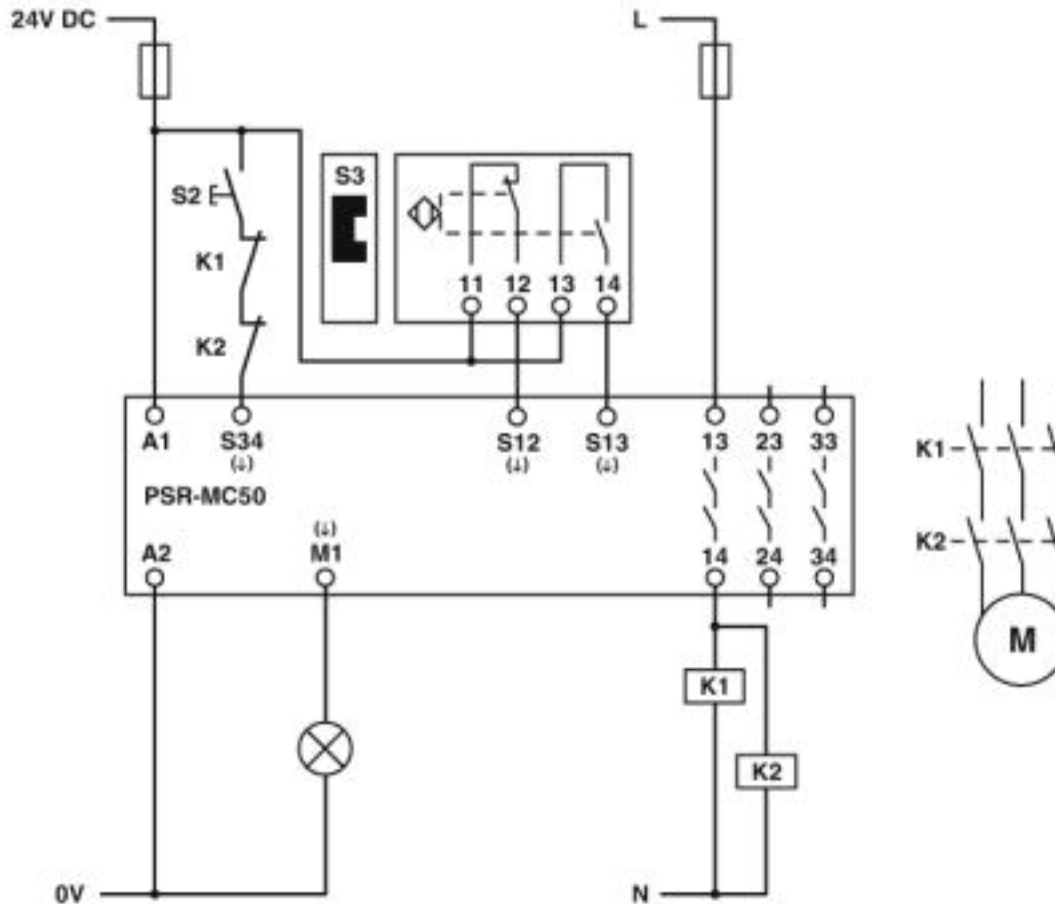 24V DC
L
S3
S2
K1
11 12 13 14
K2
A1 S34 S12 S13 13 23 33
(↓) (↓) (↓)
PSR-MC50
(↓)
A2 M1 14 24 34
K1
K2
M
K1
K2
0V
N